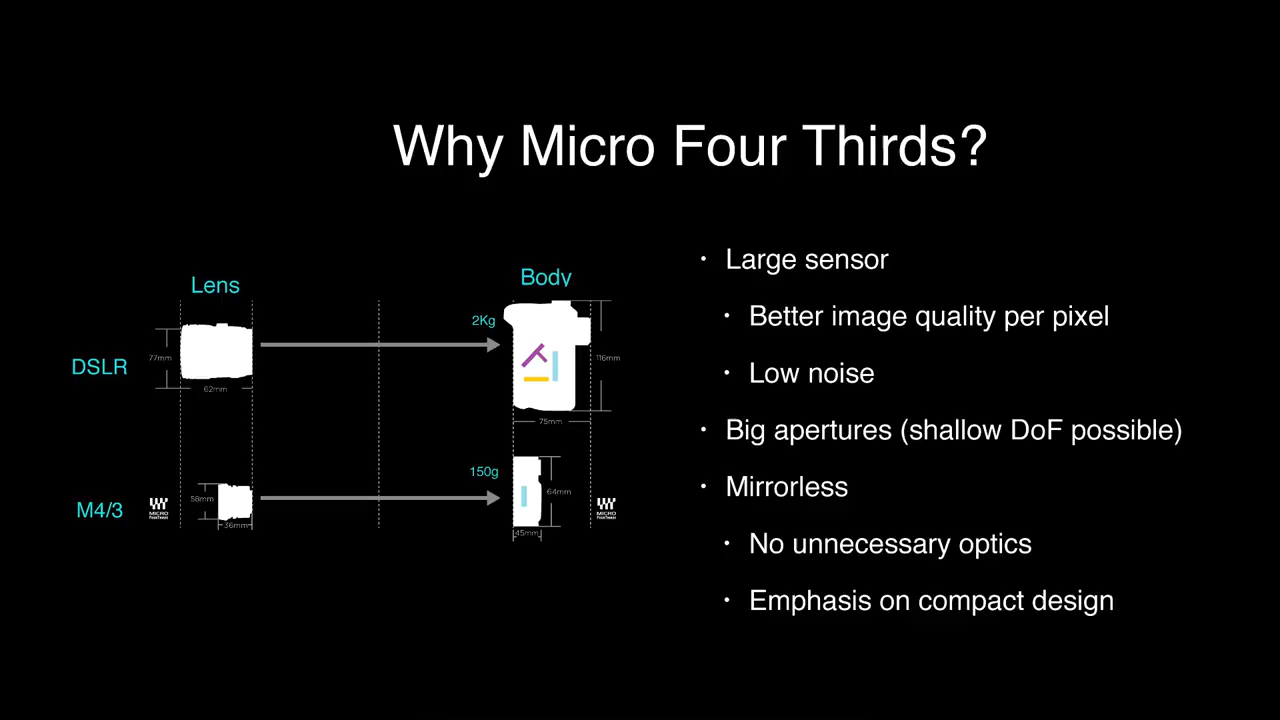 Why Micro Four Thirds?
Lens
Body
DSLR
77mm
62mm
2Kg
116mm
75mm
M4/3
MICRO
FOURTHIRDS
58mm
36mm
150g
64mm
45mm
MICRO
FOURTHIRDS
• Large sensor
• Better image quality per pixel
• Low noise
• Big apertures (shallow DoF possible)
• Mirrorless
• No unnecessary optics
• Emphasis on compact design